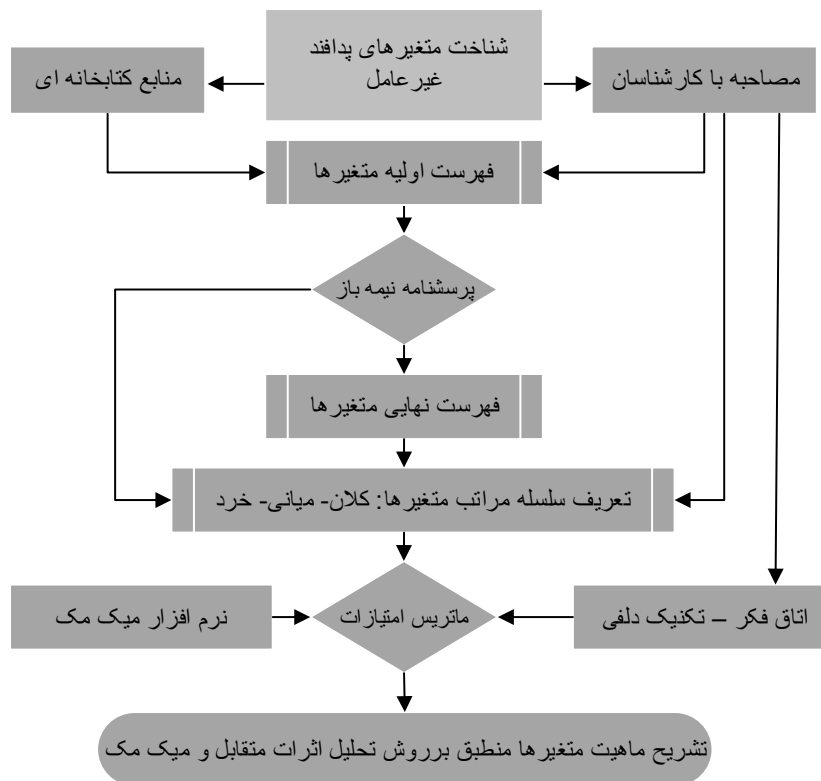 شناخت متغیرهای پدافند
غیرعامل
مصاحبه با کارشناسان
منابع کتابخانه ای
فهرست اولیه متغیرها
پرسشنامه نیمه باز
فهرست نهایی متغیرها
تعریف سلسله مراتب متغیرها: کلان- میانی- خرد
اتاق فکر – تکنیک دلفی
ماتریس امتیازات
نرم افزار میک مک
تشریح ماهیت متغیرها منطبق برروش تحلیل اثرات متقابل و میک مک